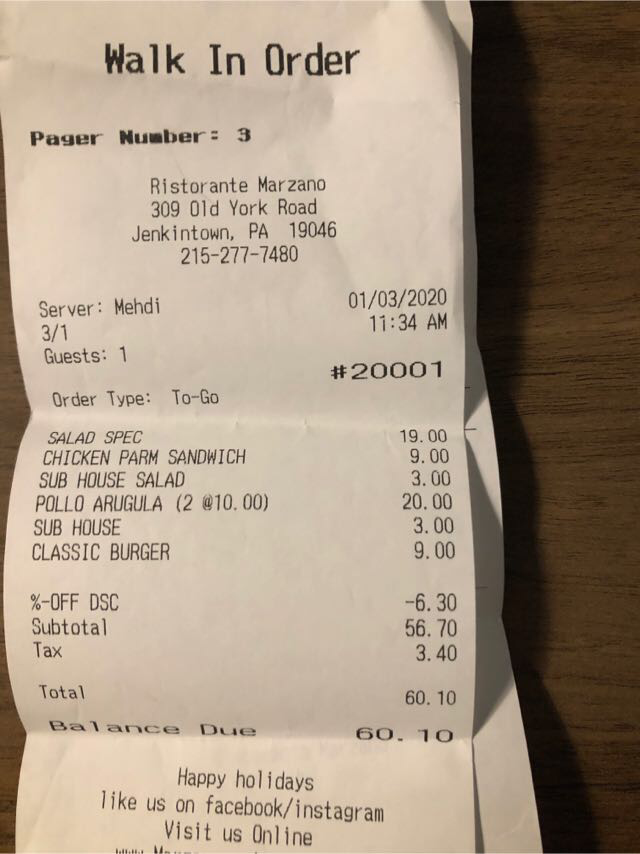 Walk In Order
Pager Number: 3
Ristorante Marzano
309 Old York Road
Jenkintown, PA 19046
215-277-7480
Server: Mehdi 01/03/2020
3/1 11:34 AM
Guests: 1
#20001
Order Type: To-Go
SALAD SPEC 19.00
CHICKEN PARM SANDWICH 9.00
SUB HOUSE SALAD 3.00
POLLO ARUGULA (2 @10.00) 20.00
SUB HOUSE 3.00
CLASSIC BURGER 9.00
%-OFF DSC -6.30
Subtotal 56.70
Tax 3.40
Total 60.10
Balance Due 60.10
Happy holidays
like us on facebook/instagram
Visit us Online